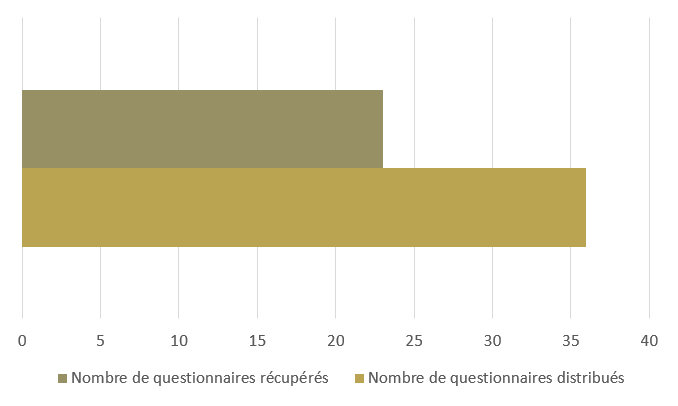 0 5 10 15 20 25 30 35 40
Nombre de questionnaires récupérés Nombre de questionnaires distribués